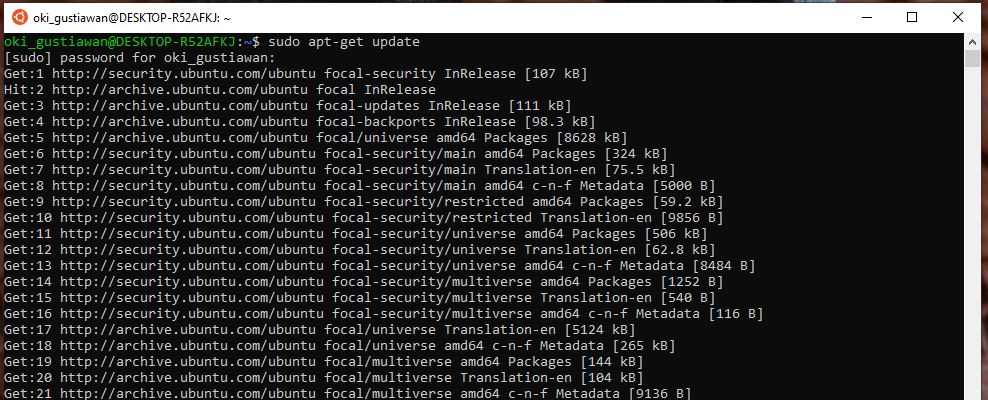 oki_gustiawan@DESKTOP-R52AFKJ: ~
oki_gustiawan@DESKTOP-R52AFKJ:~$ sudo apt-get update
[sudo] password for oki_gustiawan:
Get:1 http://security.ubuntu.com/ubuntu focal-security InRelease [107 kB]
Hit:2 http://archive.ubuntu.com/ubuntu focal InRelease
Get:3 http://archive.ubuntu.com/ubuntu focal-updates InRelease [111 kB]
Get:4 http://archive.ubuntu.com/ubuntu focal-backports InRelease [98.3 kB]
Get:5 http://archive.ubuntu.com/ubuntu focal/universe amd64 Packages [8628 kB]
Get:6 http://security.ubuntu.com/ubuntu focal-security/main amd64 Packages [324 kB]
Get:7 http://security.ubuntu.com/ubuntu focal-security/main Translation-en [75.5 kB]
Get:8 http://security.ubuntu.com/ubuntu focal-security/main amd64 c-n-f Metadata [5000 B]
Get:9 http://security.ubuntu.com/ubuntu focal-security/restricted amd64 Packages [59.2 kB]
Get:10 http://security.ubuntu.com/ubuntu focal-security/restricted Translation-en [9856 B]
Get:11 http://security.ubuntu.com/ubuntu focal-security/universe amd64 Packages [506 kB]
Get:12 http://security.ubuntu.com/ubuntu focal-security/universe Translation-en [62.8 kB]
Get:13 http://security.ubuntu.com/ubuntu focal-security/universe amd64 c-n-f Metadata [8484 B]
Get:14 http://security.ubuntu.com/ubuntu focal-security/multiverse amd64 Packages [1252 B]
Get:15 http://security.ubuntu.com/ubuntu focal-security/multiverse Translation-en [540 B]
Get:16 http://security.ubuntu.com/ubuntu focal-security/multiverse amd64 c-n-f Metadata [116 B]
Get:17 http://archive.ubuntu.com/ubuntu focal/universe Translation-en [5124 kB]
Get:18 http://archive.ubuntu.com/ubuntu focal/universe amd64 c-n-f Metadata [265 kB]
Get:19 http://archive.ubuntu.com/ubuntu focal/multiverse amd64 Packages [144 kB]
Get:20 http://archive.ubuntu.com/ubuntu focal/multiverse Translation-en [104 kB]
Get:21 http://archive.ubuntu.com/ubuntu focal/multiverse amd64 c-n-f Metadata [9136 B]